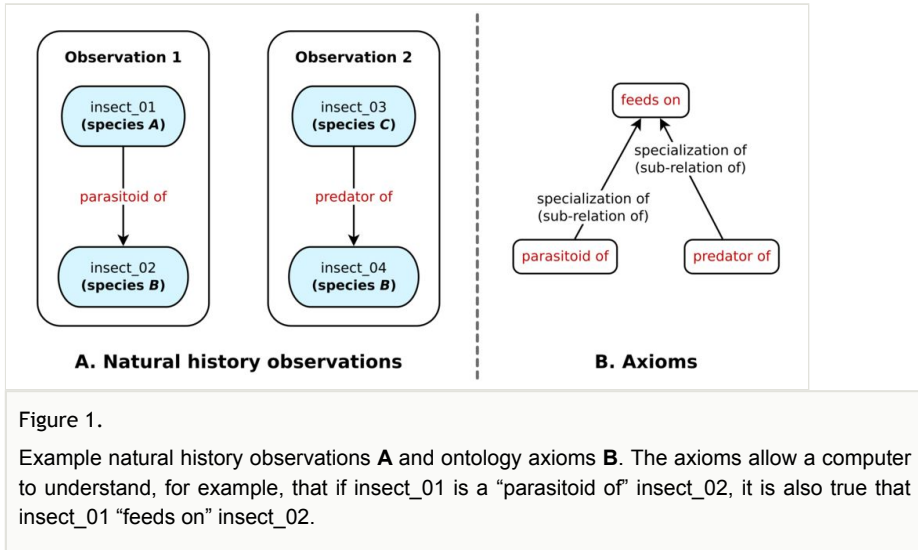 Observation 1
insect_01
(species A)
parasitoid of
insect_02
(species B)
Observation 2
insect_03
(species C)
predator of
insect_04
(species B)
A. Natural history observations
feeds on
specialization of
(sub-relation of)
specialization of
(sub-relation of)
parasitoid of
predator of
B. Axioms
Figure 1.
Example natural history observations A and ontology axioms B. The axioms allow a computer
to understand, for example, that if insect_01 is a “parasitoid of” insect_02, it is also true that
insect_01 “feeds on” insect_02.